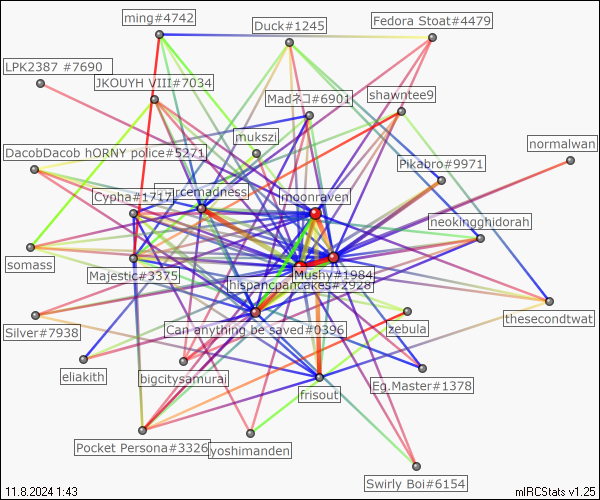 ming#4742
Duck#1245
Fedora Stoat#4479
LPK2387 #7690
JKOUYH VIII#7034
Madネコ#6901
shawntee9
mukszi
normalwan
DacobDacob hORNY police#5271
Pikabro#9971
Cypha#1717
rcemadness
moonraven
neokingghidorah
somass
Majestic#3375
Mushy#1984
hispancpancakes#2928
thesecondtwat
Silver#7938
Can anything be saved#0396
zebula
eliakith
bigcitysamurai
Eg.Master#1378
frisout
Pocket Persona#3326
yoshimanden
Swirly Boi#6154
11.8.2024 1:43
mIRCStats v1.25